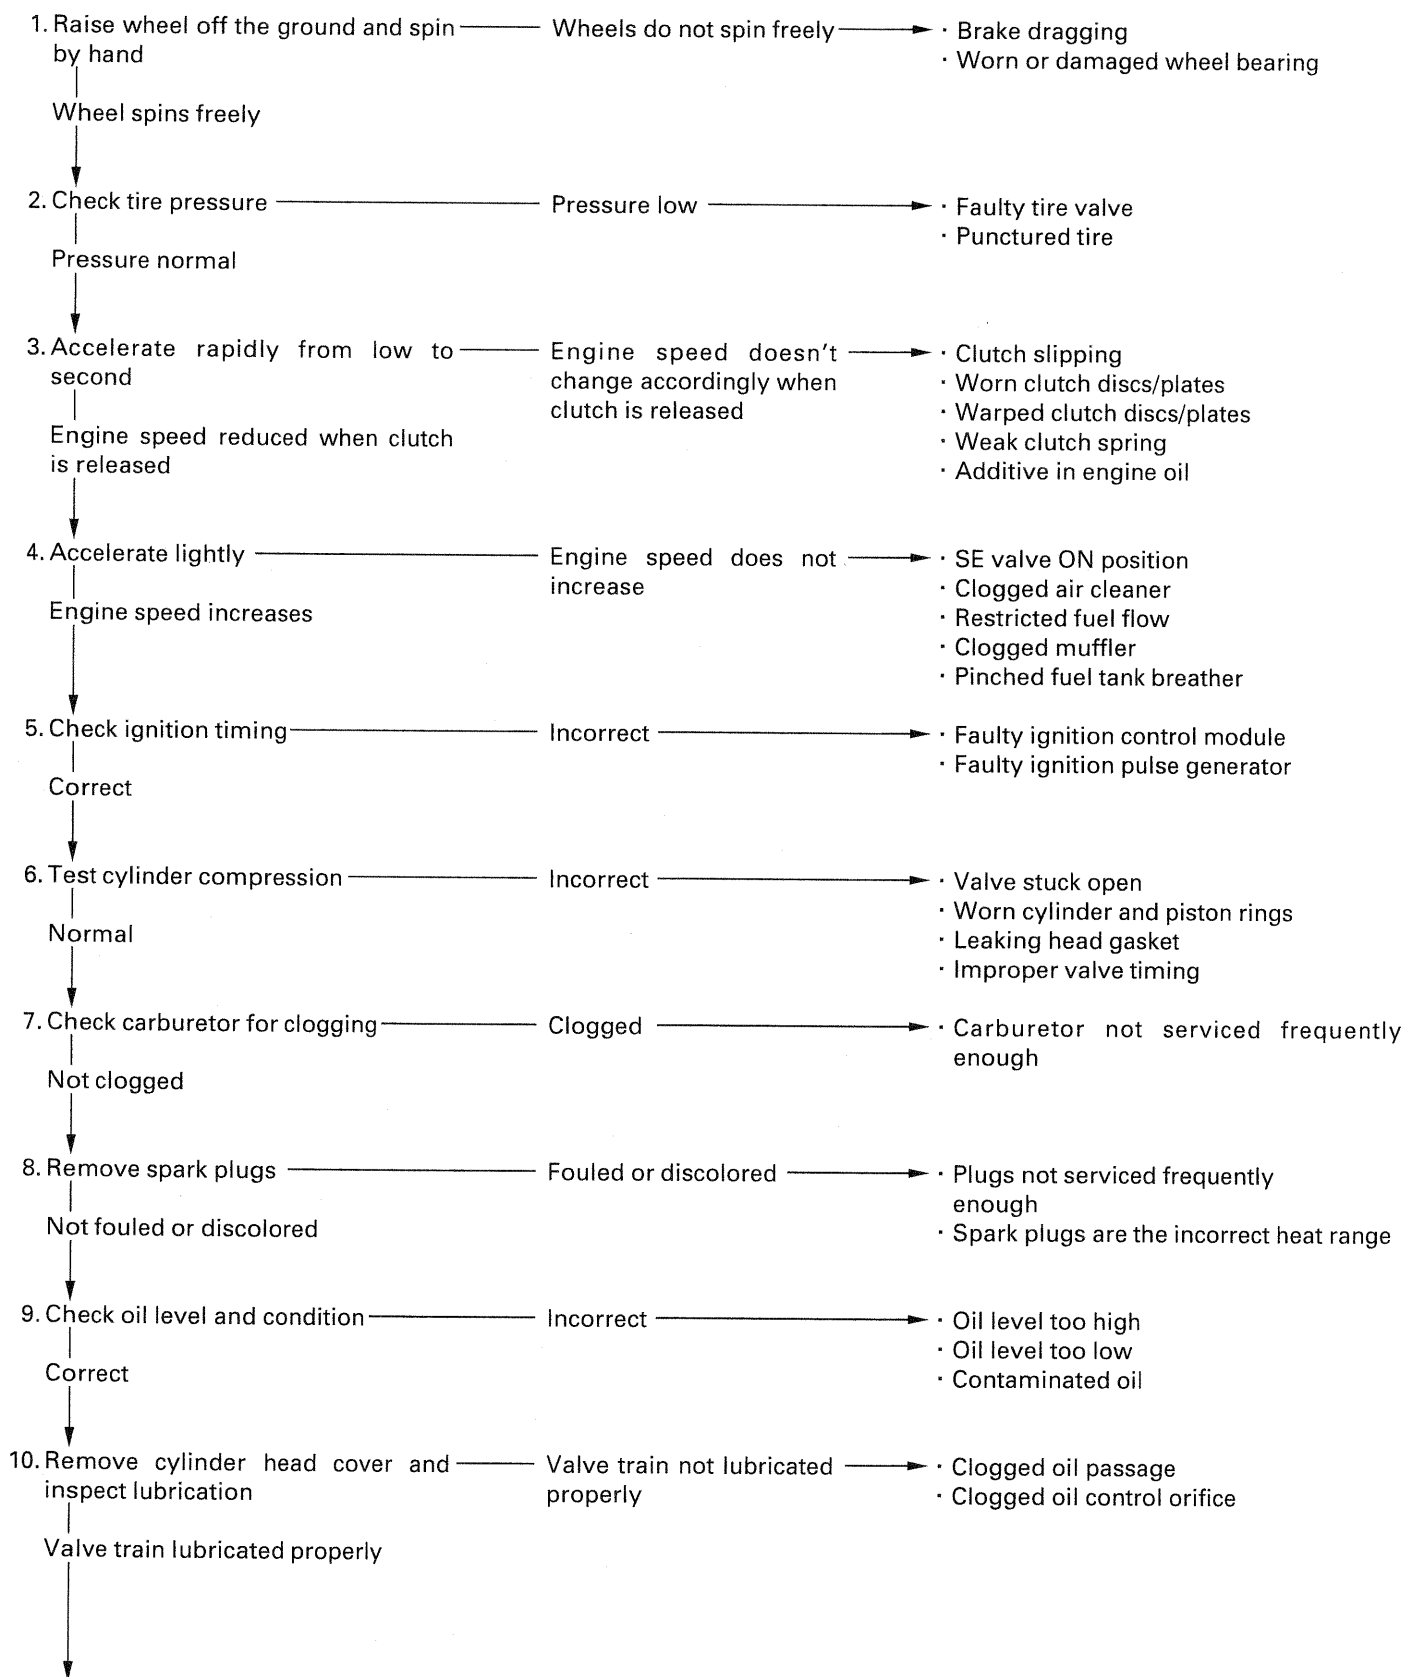 1. Raise wheel off the ground and spin by hand
Wheels do not spin freely
· Brake dragging
· Worn or damaged wheel bearing
Wheel spins freely
2. Check tire pressure
Pressure low
· Faulty tire valve
· Punctured tire
Pressure normal
3. Accelerate rapidly from low to
second
Engine speed doesn't
change accordingly when
clutch is released
· Clutch slipping
· Worn clutch discs/plates
· Warped clutch discs/plates
· Weak clutch spring
· Additive in engine oil
Engine speed reduced when clutch
is released
4. Accelerate lightly
Engine speed does not
increase
· SE valve ON position
· Clogged air cleaner
· Restricted fuel flow
· Clogged muffler
· Pinched fuel tank breather
Engine speed increases
5. Check ignition timing
Incorrect
· Faulty ignition control module
· Faulty ignition pulse generator
Correct
6. Test cylinder compression
Incorrect
· Valve stuck open
· Worn cylinder and piston rings
· Leaking head gasket
· Improper valve timing
Normal
7. Check carburetor for clogging
Clogged
· Carburetor not serviced frequently
enough
Not clogged
8. Remove spark plugs
Fouled or discolored
· Plugs not serviced frequently
enough
· Spark plugs are the incorrect heat range
Not fouled or discolored
9. Check oil level and condition
Incorrect
· Oil level too high
· Oil level too low
· Contaminated oil
Correct
10. Remove cylinder head cover and
inspect lubrication
Valve train not lubricated
properly
· Clogged oil passage
· Clogged oil control orifice
Valve train lubricated properly